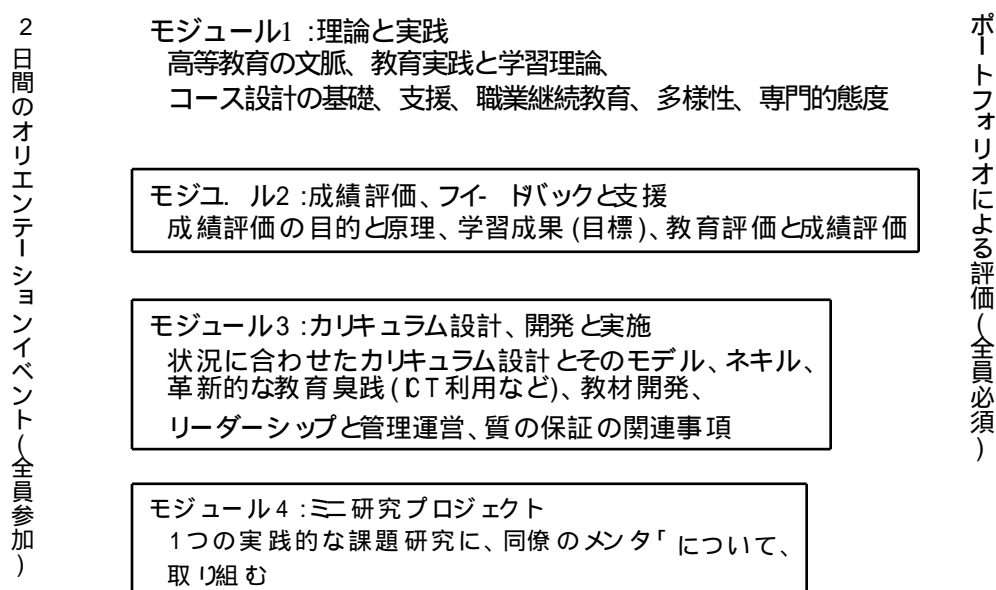 2日間のオリエンテーションイベント(全員参加)
モジュール1 :理論と実践
高等教育の文脈、教育実践と学習理論、
コース設計の基礎、支援、職業継続教育、多様性、専門的態度
モジユ. ル2 :成績評価、フイ- ドバックと支援
成績評価の目的と原理、学習成果 (目標)、教育評価と成績評価
モジュール3 :カリキュラム設計、開発と実施
状況に合わせたカリキュラム設計とそのモデル、ネキル、
革新的な教育臭践(ICT利用など)、教材開発、
リーダーシップと管理運営、質の保証の関連事項
モジュール4 :ミニ研究プロジェクト
1つの実践的な課題研究に、同僚のメンタ「 について、
取り組む
ポートフォリオによる評価(全員必須)